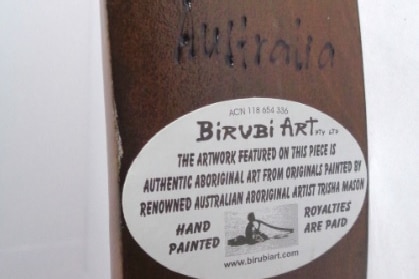 Australia
ACN 118 654 336
BIRUBI ART PTY LTD
THE ARTWORK FEATURED ON THIS PIECE IS
AUTHENTIC ABORIGINAL ART FROM ORIGINALS PAINTED BY
RENOWNED AUSTRALIAN ABORIGINAL ARTIST TRISHA MASON
HAND PAINTED
ROYALTIES ARE PAID
www.birubiart.com